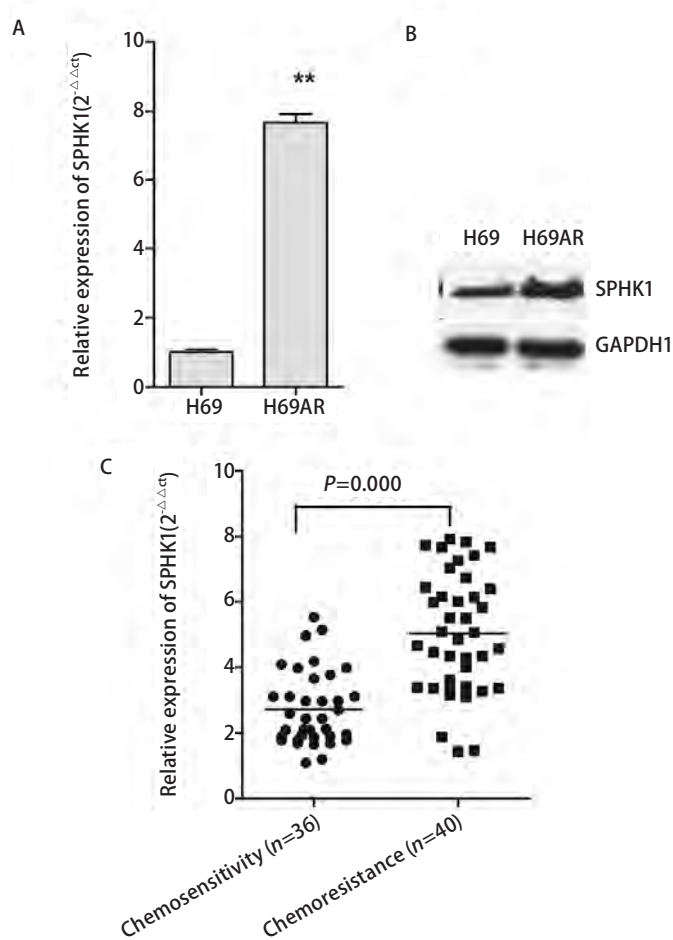 A
Relative expression of SPHK1(2-△△ct)
10
8
6
4
2
0
**
H69
H69AR
B
H69 H69AR
SPHK1
GAPDH1
C
Relative expression of SPHK1(2-△△ct)
10
8
6
4
2
0
P=0.000
Chemosensitivity (n=36)
Chemoresistance (n=40)